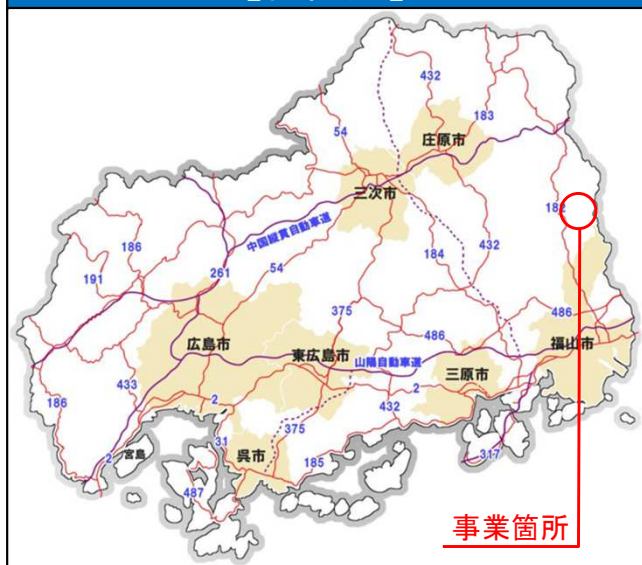 432
183
54
庄原市
三次市
182
中国縦貫自動車道
186
432
184
191
261
54
375
486
486
広島市
東広島市
山陽自動車道
福山市
三原市
433
186
2
2
432
375
31
呉市
185
2
宮島
317
487
事業箇所